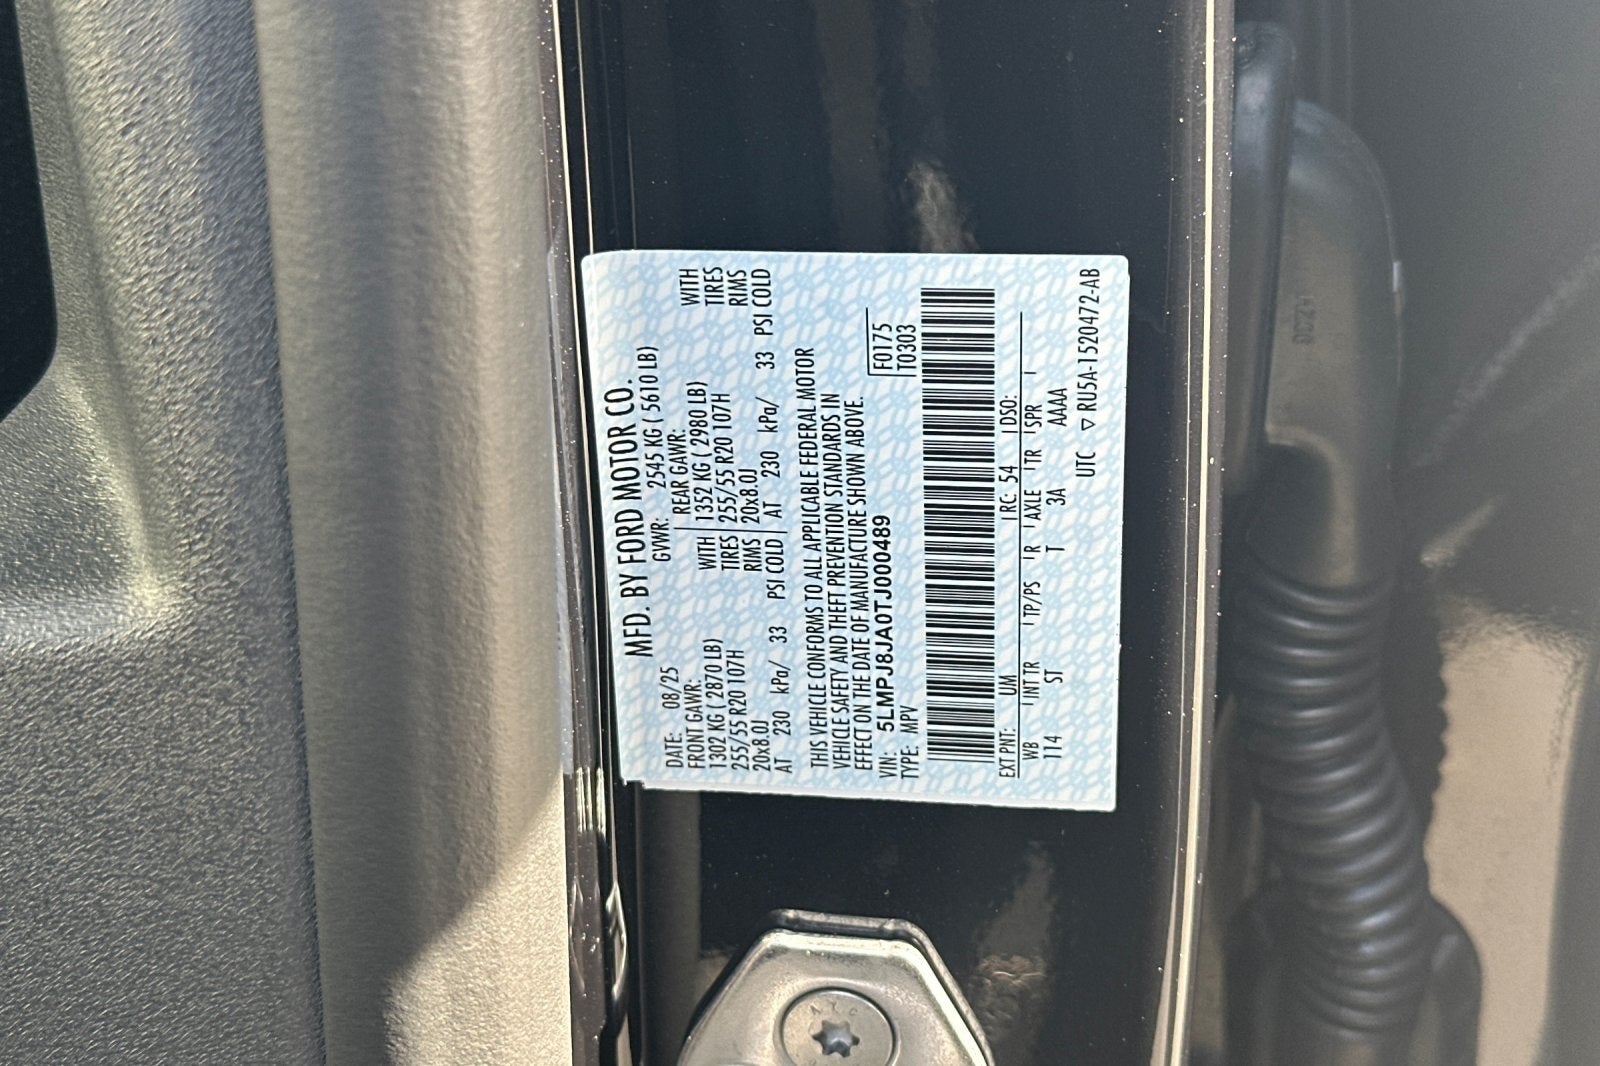 MFD. BY FORD MOTOR CO.
DATE: 08/25 GVWR: 2545 KG ( 5610 LB)
FRONT GAWR: REAR GAWR:
1302 KG ( 2870 LB) WITH 1352 KG ( 2980 LB) WITH
255/55 R20 107H TIRES 255/55 R20 107H TIRES
20x8.0J RIMS 20x8.0J RIMS
AT 230 kPa/ 33 PSI COLD AT 230 kPa/ 33 PSI COLD
THIS VEHICLE CONFORMS TO ALL APPLICABLE FEDERAL MOTOR
VEHICLE SAFETY AND THEFT PREVENTION STANDARDS IN
EFFECT ON THE DATE OF MANUFACTURE SHOWN ABOVE.
VIN: 5LMPJ8JA0TJ000489 F0175
TYPE: MPV T0303
EXT PNT: UM RC: 54 DSO:
WB INT TR TP/PS R AXLE TR SPR
114 ST T 3A AAAA
UTC ▽ RU5A-1520472-AB